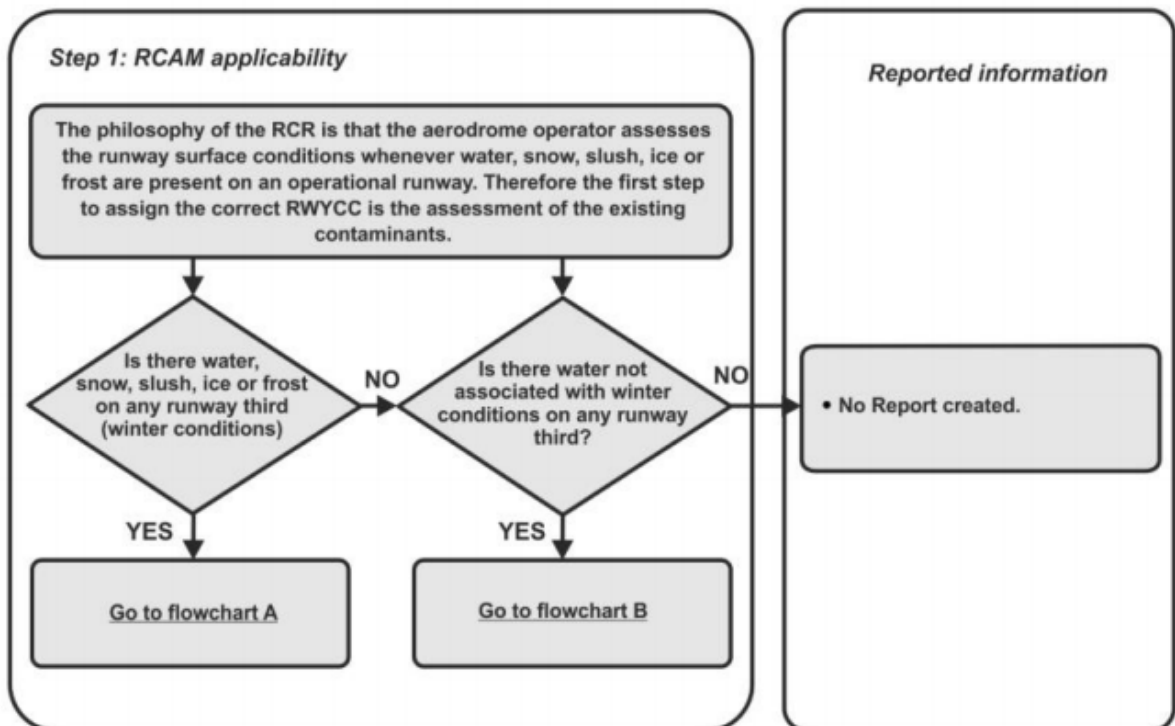 Step 1: RCAM applicability
Reported information
The philosophy of the RCR is that the aerodrome operator assesses
the runway surface conditions whenever water, snow, slush, ice or
frost are present on an operational runway. Therefore the first step
to assign the correct RWYCC is the assessment of the existing
contaminants.
Is there water,
snow, slush, ice or frost
on any runway third
(winter conditions)
NO
Is there water not
associated with winter
conditions on any runway
third?
NO
• No Report created.
YES
YES
Go to flowchart A
Go to flowchart B